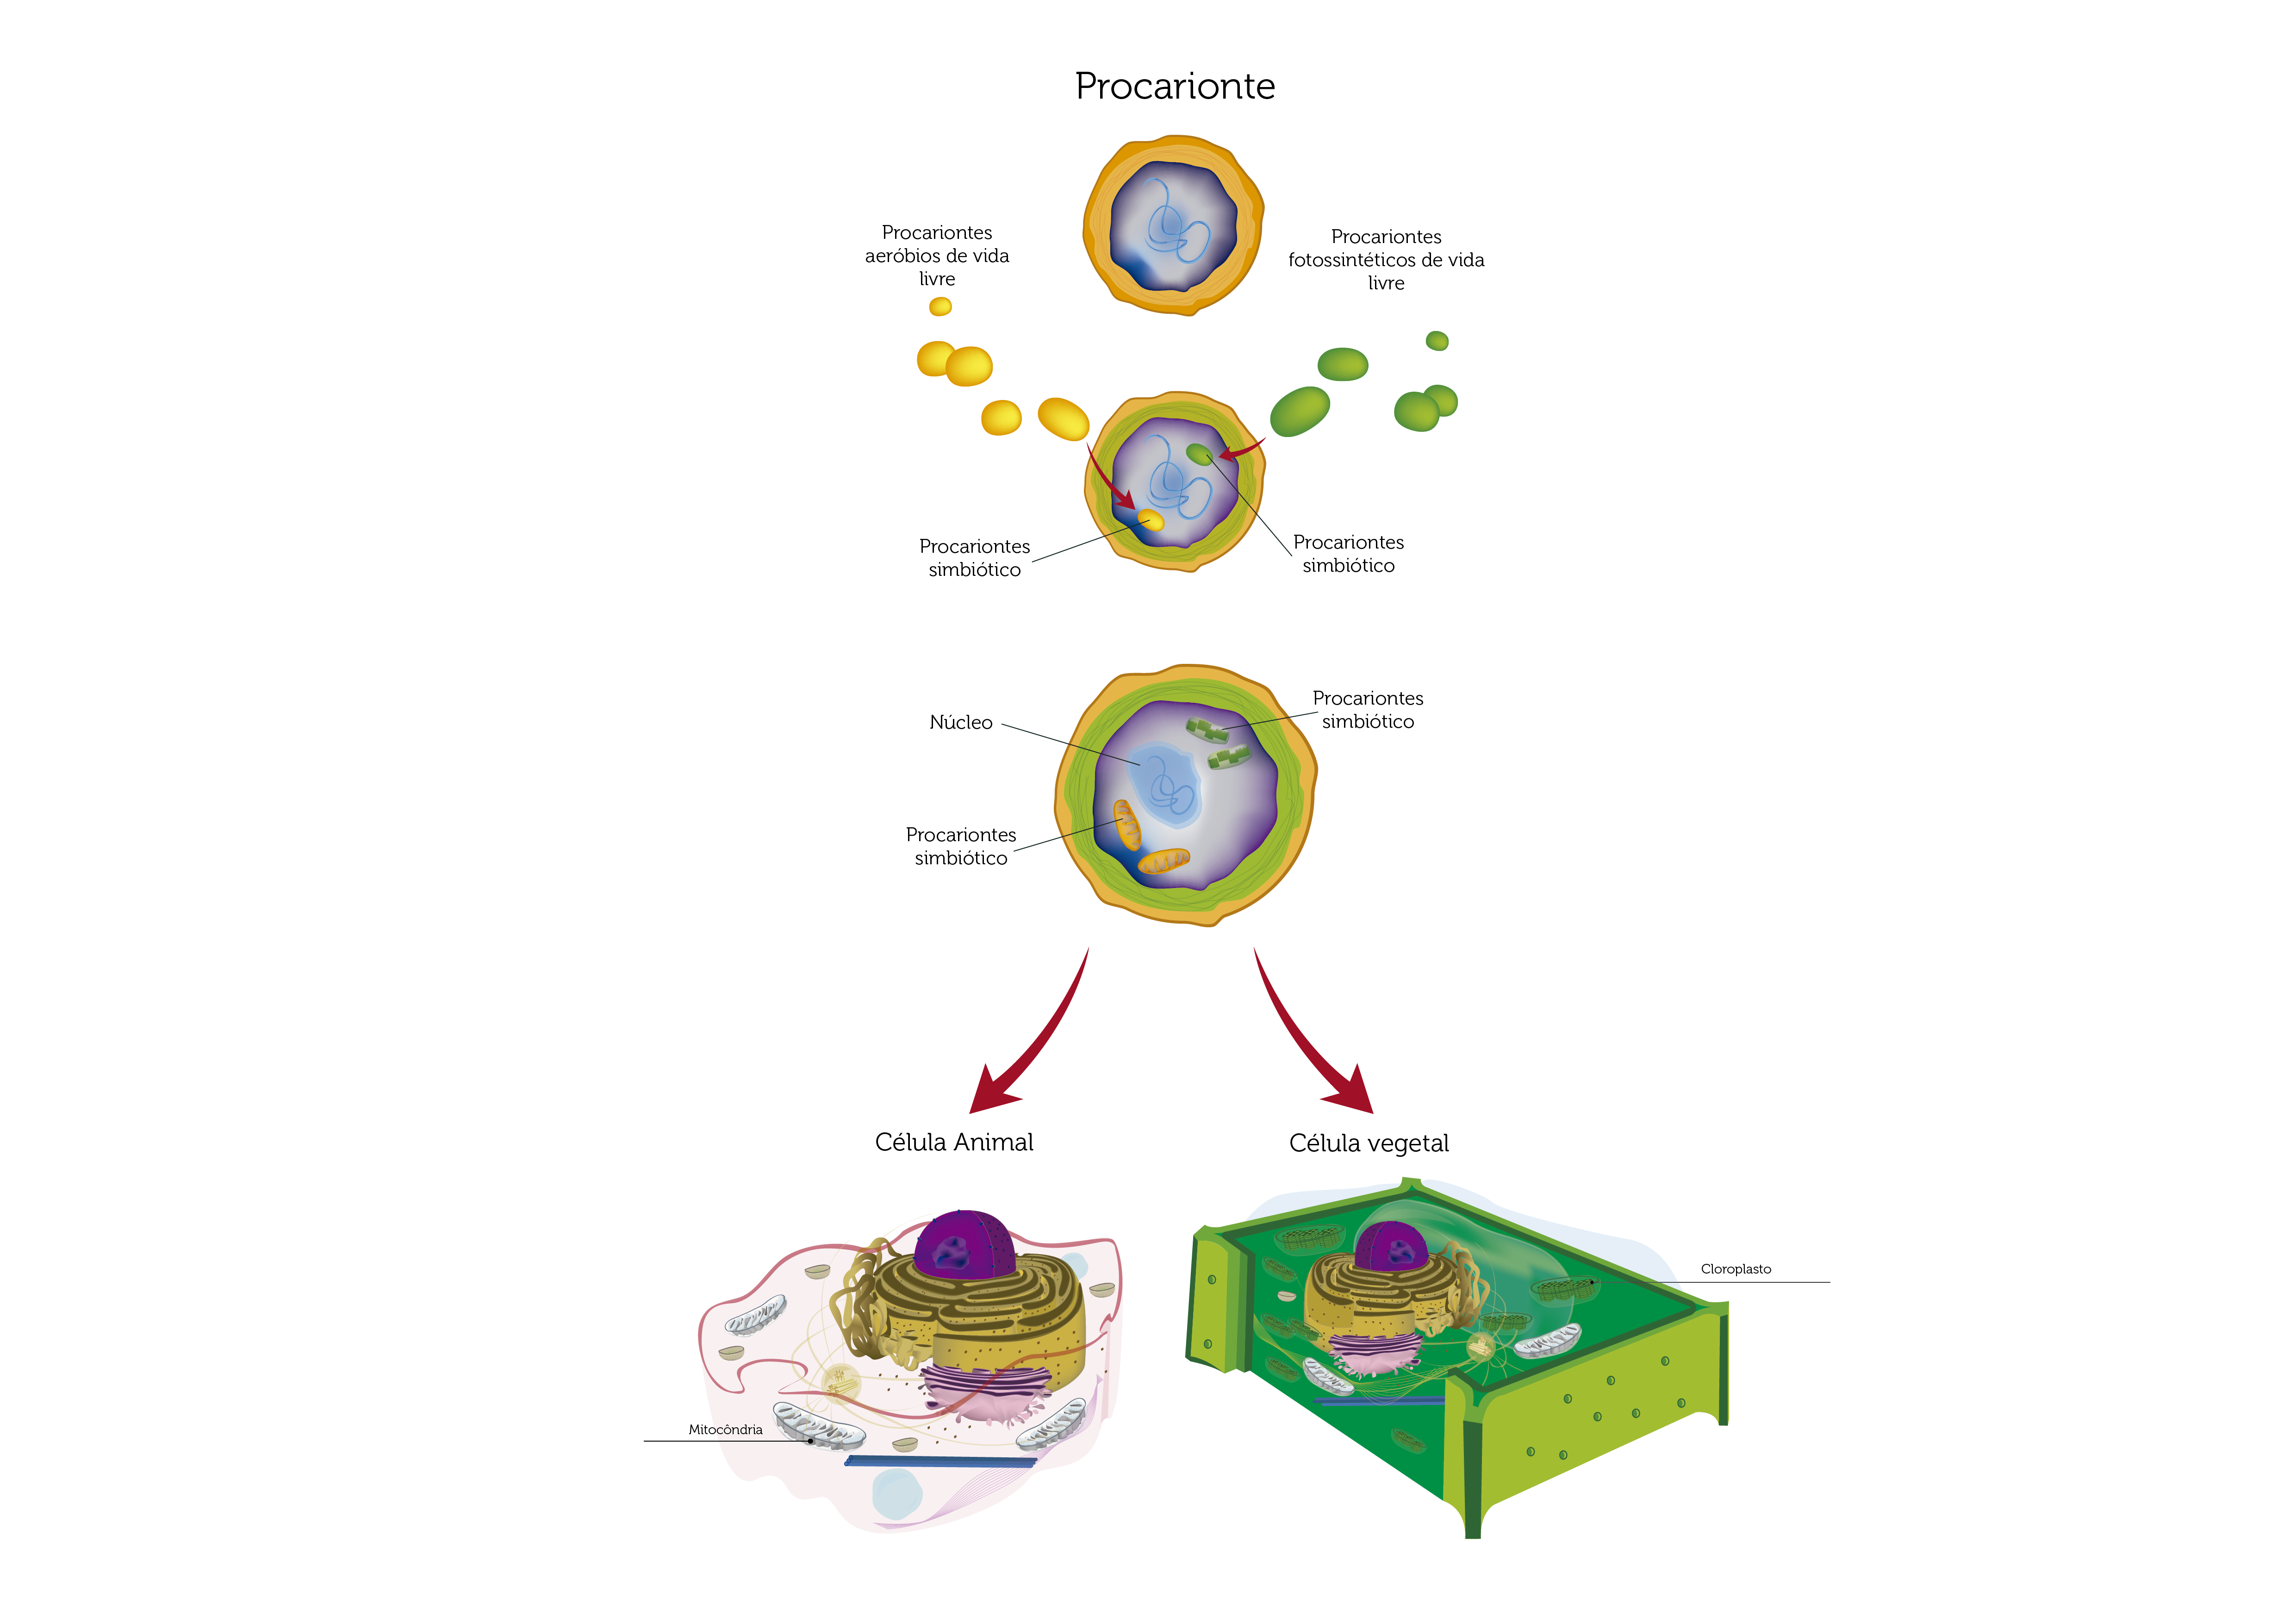 Procarionte
Procariontes
aeróbios de vida
livre
Procariontes
fotossintéticos de vida
livre
Procariontes
simbiótico
Procariontes
simbiótico
Núcleo
Procariontes
simbiótico
Procariontes
simbiótico
Célula Animal
Célula vegetal
Cloroplasto
Mitocôndria